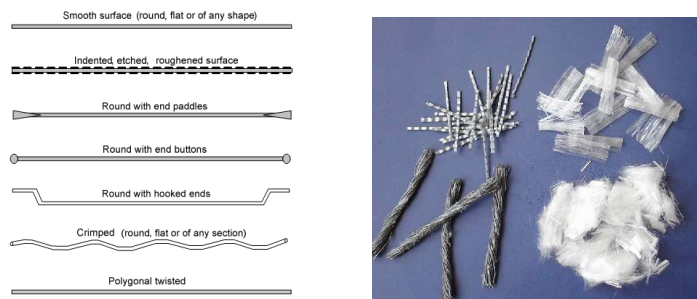 Smooth surface (round, flat or of any shape)
Indented, etched, roughened surface
Round with end paddles
Round with end buttons
Round with hooked ends
Crimped (round, flat or of any section)
Polygonal twisted